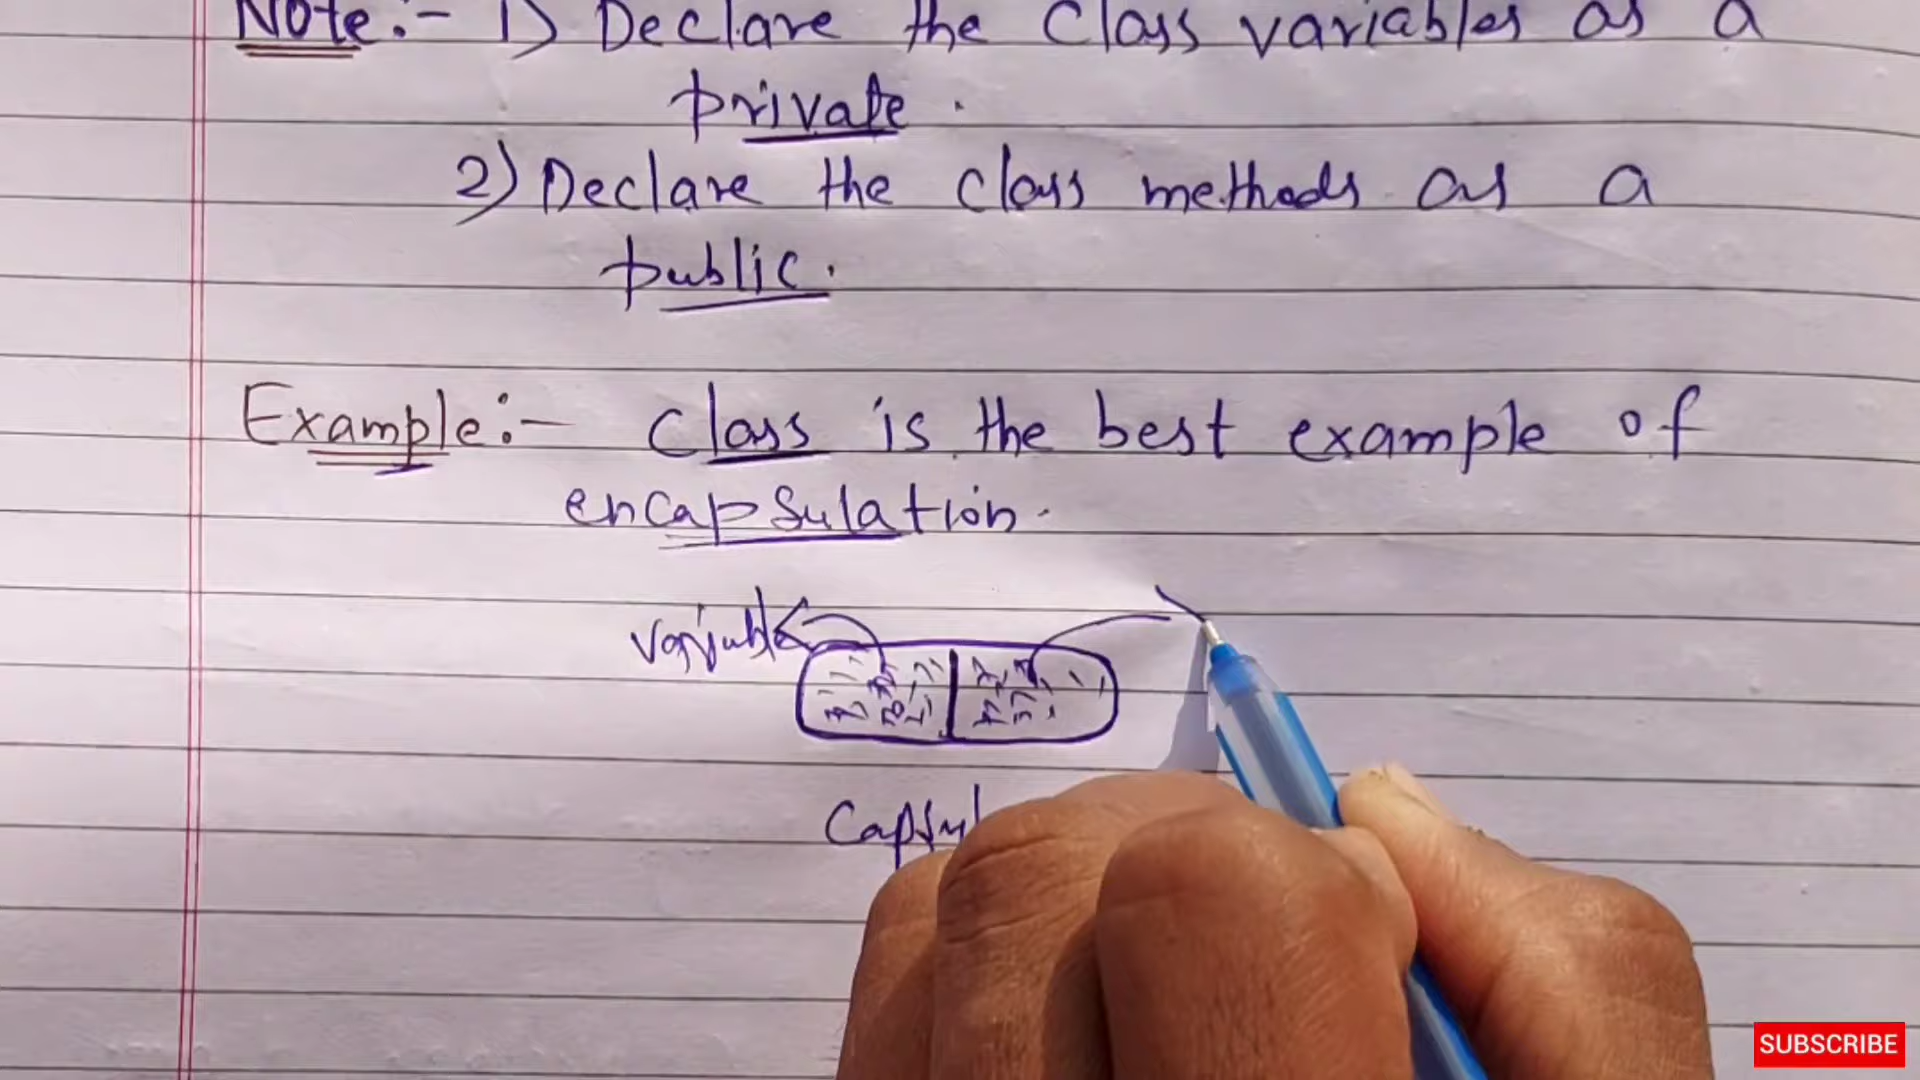 Note:- 1) Declare the Class variables as a
private.
2) Declare the class methods as a
public.
Example:- Class is the best example of
encapsulation.
variable
Capsul
SUBSCRIBE